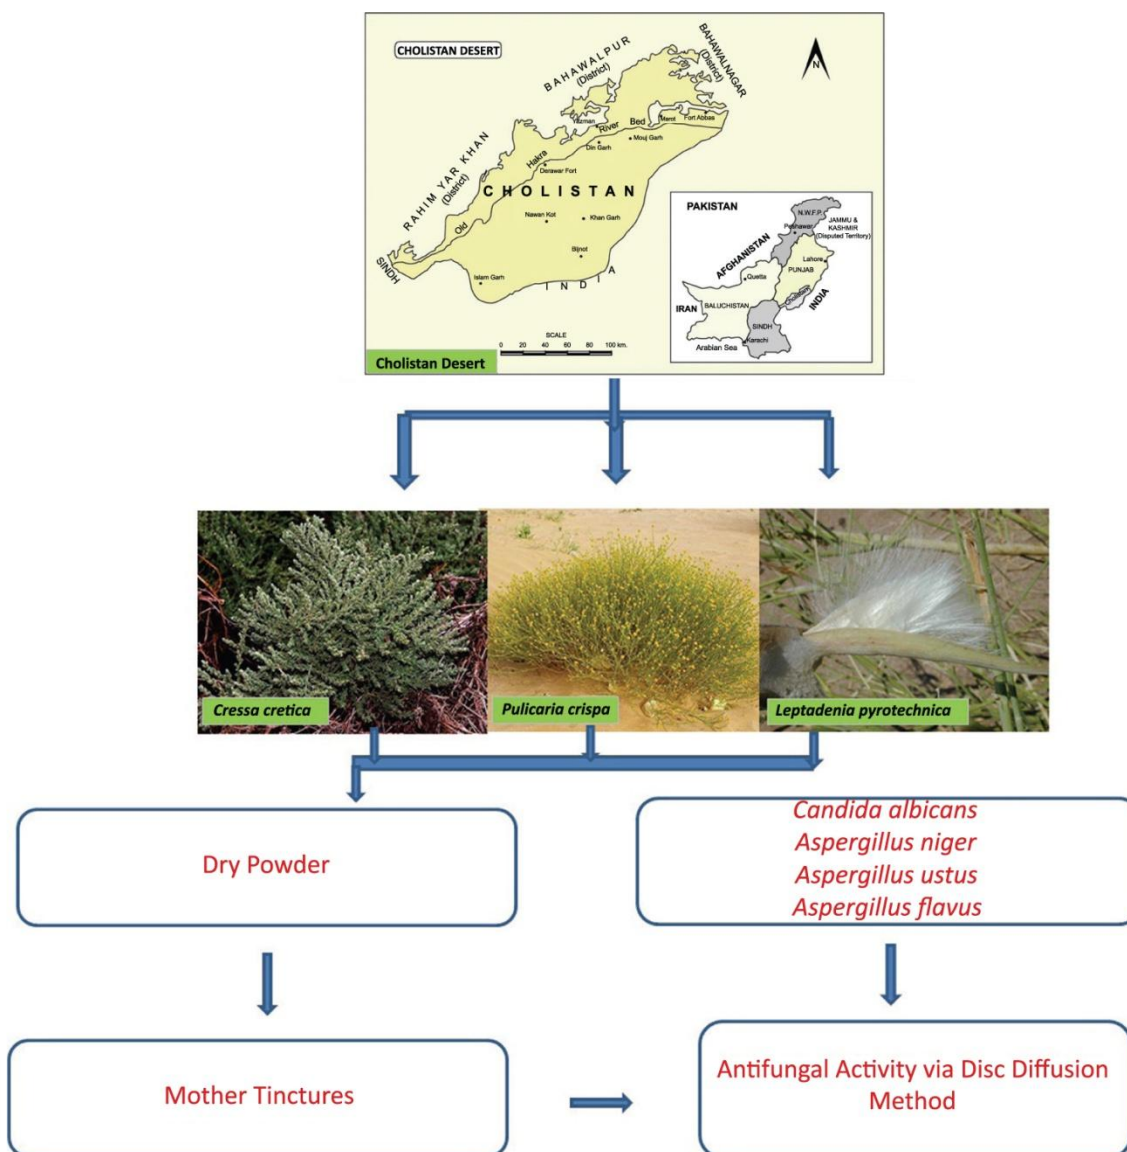 CHOLISTAN DESERT
BAHAWALPUR
(District)
BAHAWALNAGAR
(District)
N
RAHIM YAR KHAN
(District)
SINDH
Yazman
Marot
Fort Abbas
Old Hakra River Bed
Din Garh
Mouj Garh
Derawar Fort
CHOLISTAN
Nawan Kot
Khan Garh
Bijnot
Islam Garh
INDIA
SCALE
0 20 40 60 80 100 km.
Cholistan Desert
PAKISTAN
N.W.F.P.
Peshawar
JAMMU &
KASHMIR
(Disputed Territory)
AFGHANISTAN
Lahore
Quetta
PUNJAB
Cholistan
INDIA
IRAN
BALUCHISTAN
SINDH
Karachi
Arabian Sea
Cressa cretica
Pulicaria crispa
Leptadenia pyrotechnica
Dry Powder
Candida albicans
Aspergillus niger
Aspergillus ustus
Aspergillus flavus
Mother Tinctures
Antifungal Activity via Disc Diffusion
Method